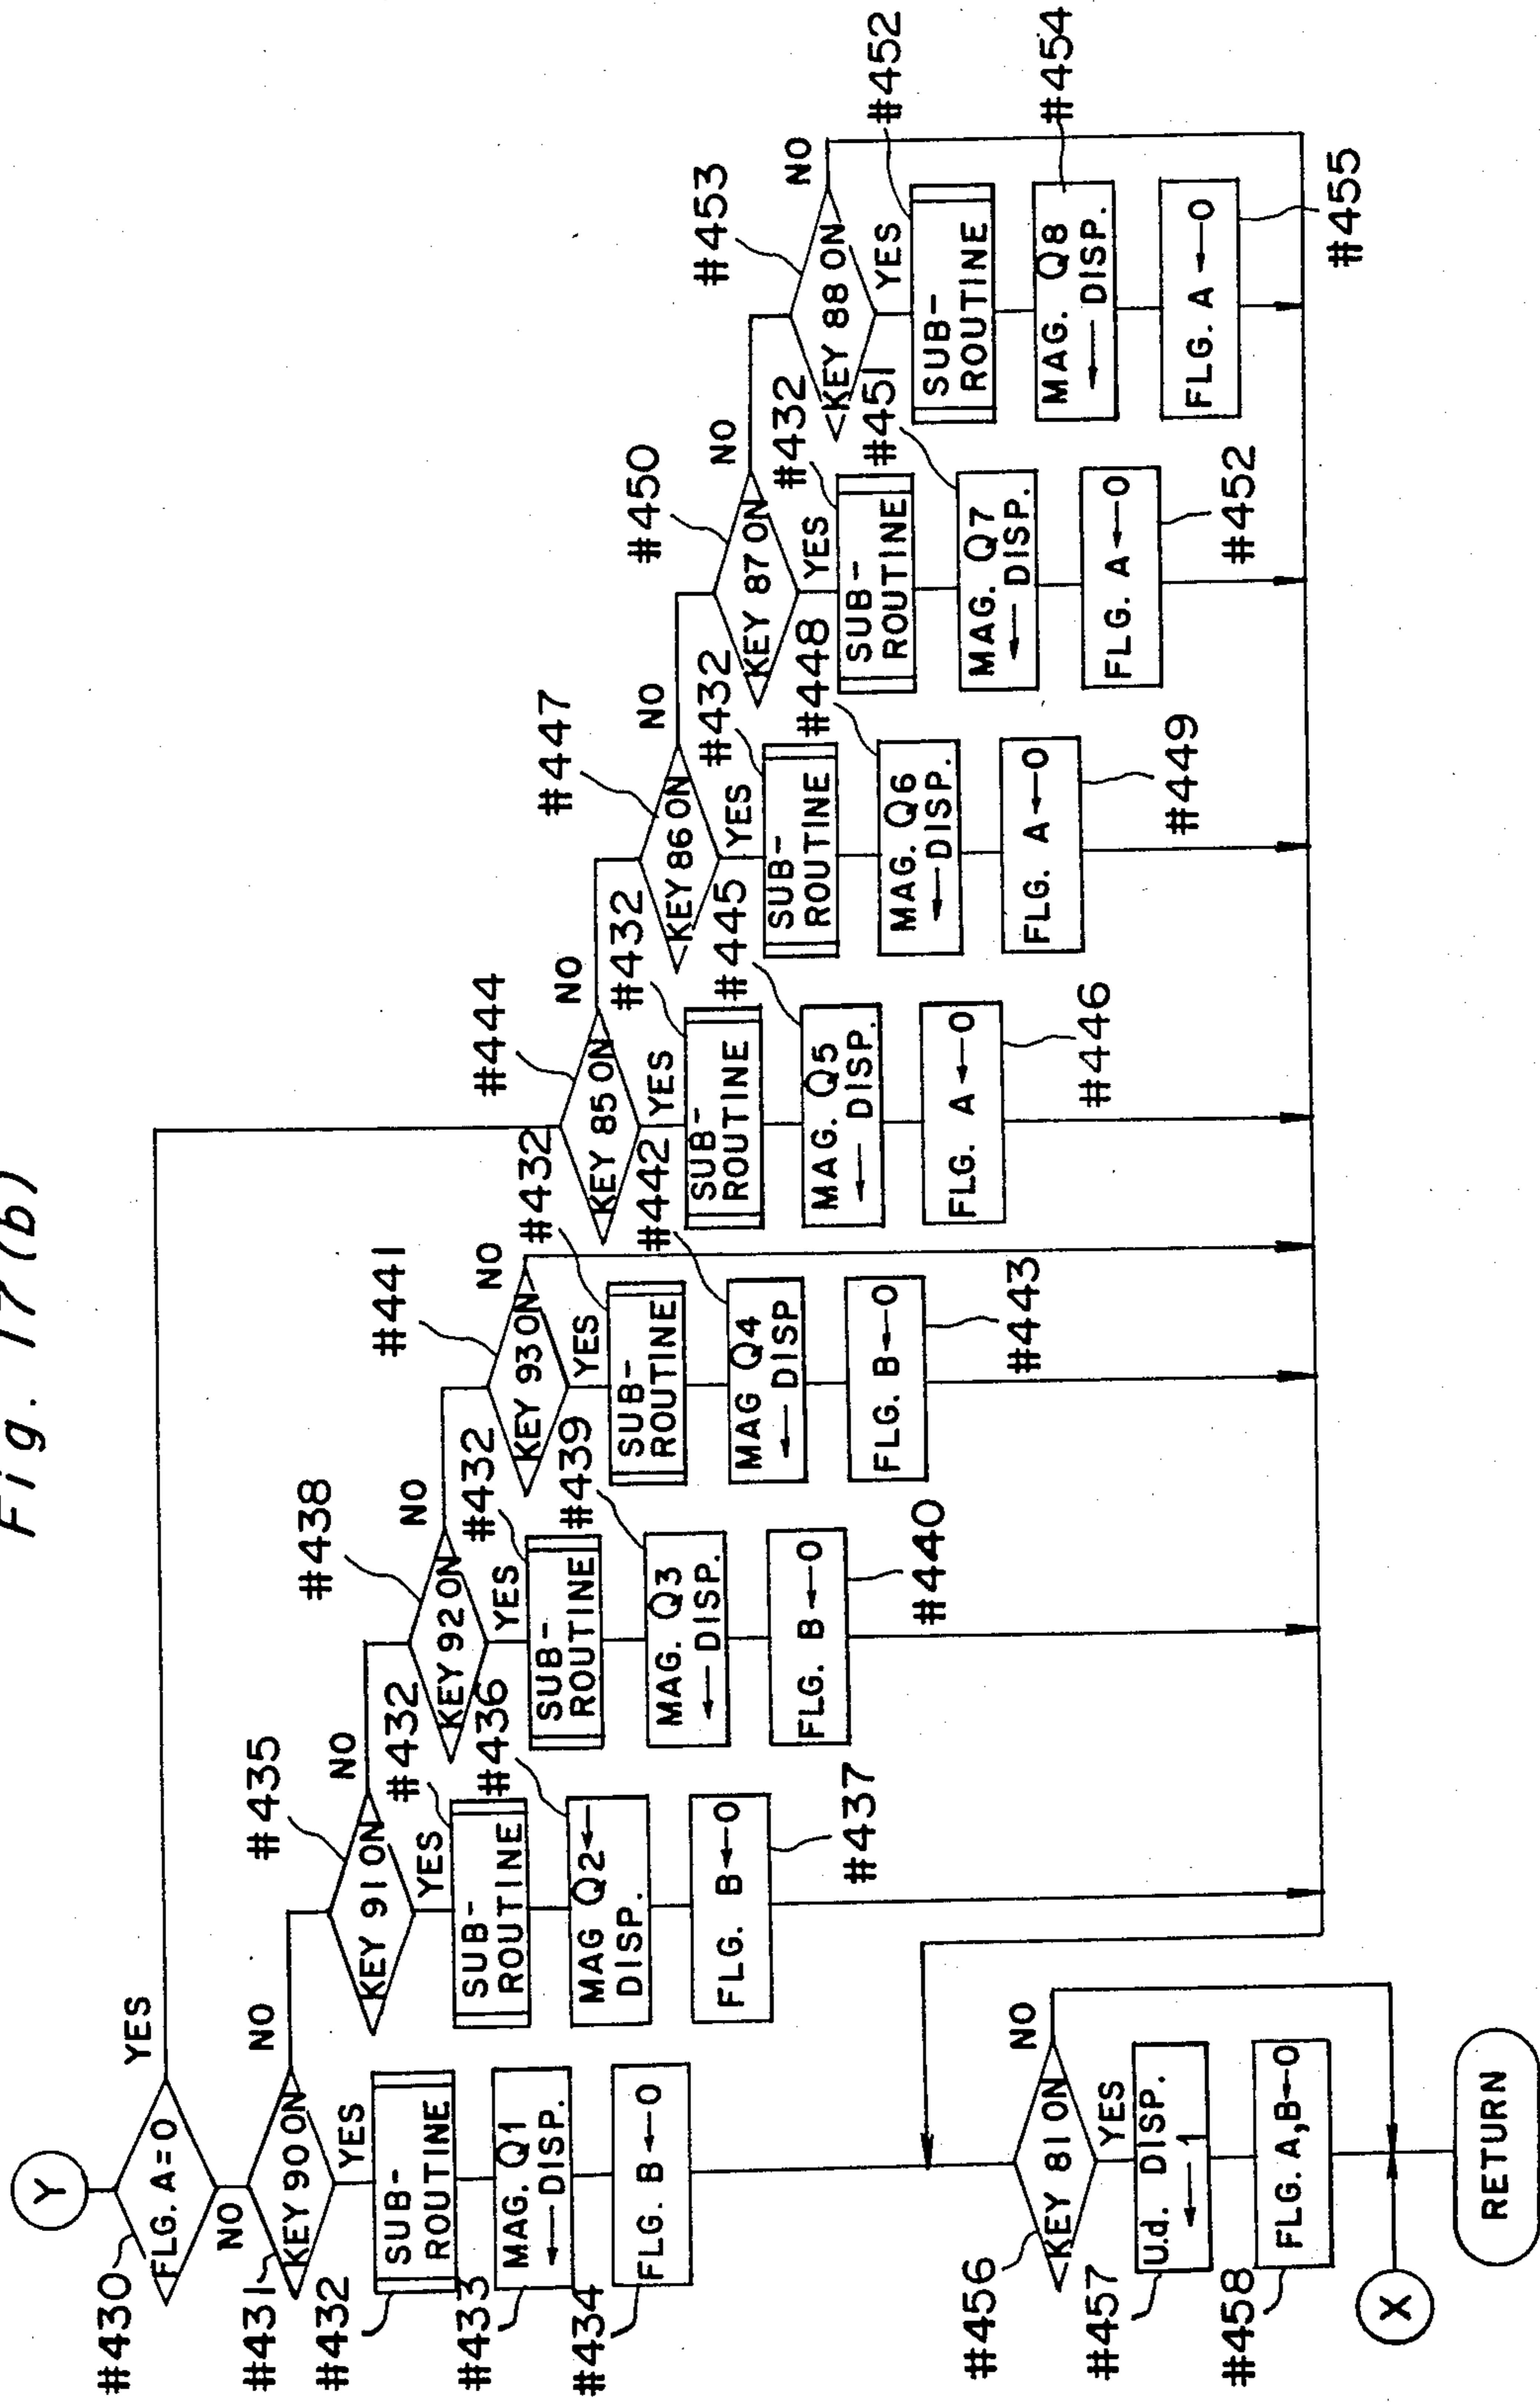 Fig. 17(b)
Y
#430
FLG. A=0
YES
NO
#431
KEY 90 ON
NO
YES
#432
SUB-
ROUTINE
#433
MAG. Q1
← DISP.
#434
FLG. B←0
#435
KEY 91 ON
NO
YES
#432
SUB-
ROUTINE
#436
MAG Q2←
DISP.
FLG. B←0
#437
#438
KEY 92 ON
NO
YES
#432
SUB-
ROUTINE
#439
MAG. Q3
← DISP.
FLG. B←0
#440
#441
KEY 93 ON
NO
YES
#432
SUB-
ROUTINE
#442
MAG Q4
← DISP
FLG. B←0
#443
#444
KEY 85 ON
NO
YES
#432
SUB-
ROUTINE
#445
MAG. Q5
← DISP.
FLG. A←0
#446
#447
KEY 86 ON
NO
YES
#432
SUB-
ROUTINE
#448
MAG. Q6
← DISP.
FLG. A←0
#449
#450
KEY 87 ON
NO
YES
#432
SUB-
ROUTINE
#451
MAG. Q7
← DISP.
FLG. A←0
#452
#453
KEY 88 ON
NO
YES
#452
SUB-
ROUTINE
#454
MAG. Q8
← DISP.
FLG. A←0
#455
#456
KEY 81 ON
NO
YES
#457
U.d. DISP.
← 1
#458
FLG. A,B←0
X
RETURN